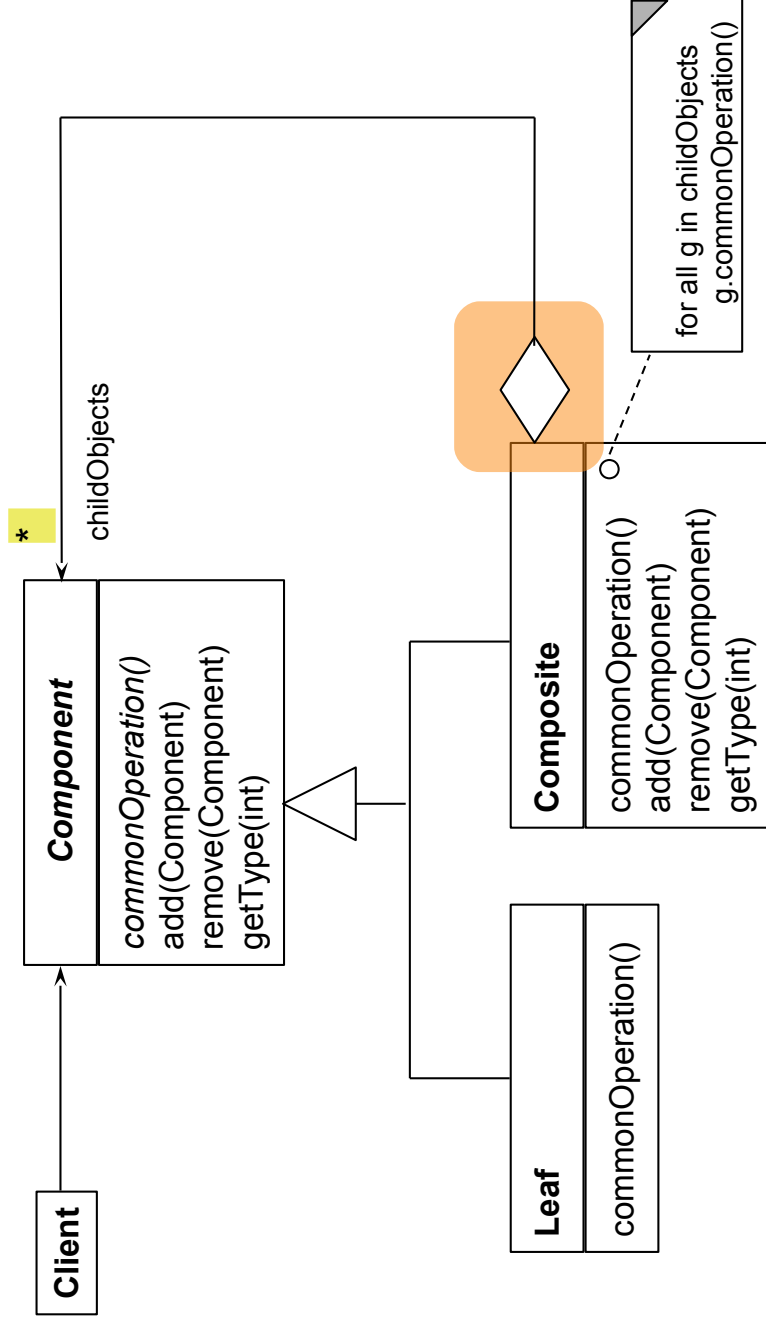 Client
Component
commonOperation()
add(Component)
remove(Component)
getType(int)
*
childObjects
Leaf
commonOperation()
Composite
commonOperation()
add(Component)
remove(Component)
getType(int)
for all g in childObjects
g.commonOperation()